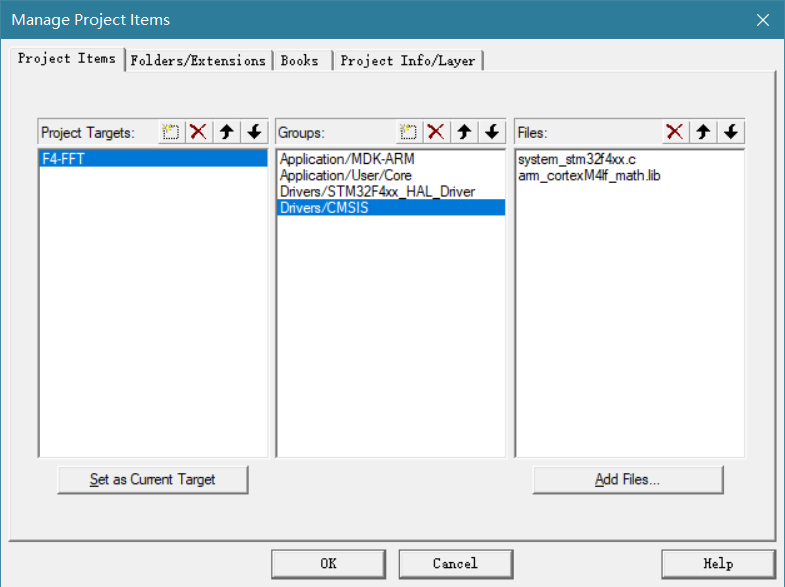 Manage Project Items
Project Items Folders/Extensions Books Project Info/Layer
Project Targets: Groups: Files:
F4-FFT
Application/MDK-ARM
Application/User/Core
Drivers/STM32F4xx_HAL_Driver
Drivers/CMSIS
system_stm32f4xx.c
arm_cortexM4lf_math.lib
Set as Current Target Add Files...
OK Cancel Help